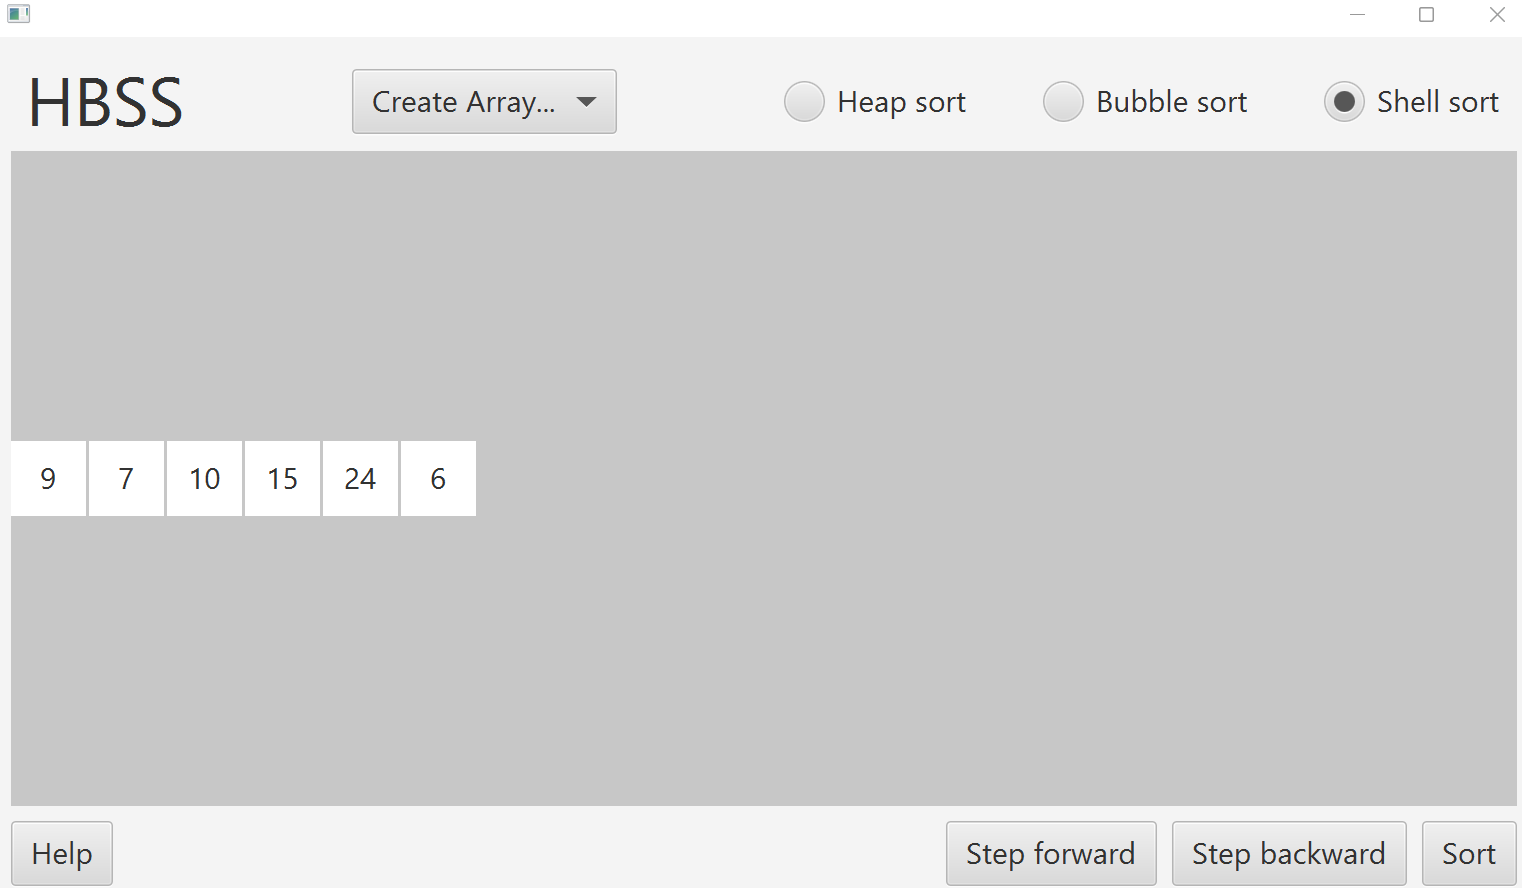 HBSS Create Array... Heap sort Bubble sort Shell sort
9 7 10 15 24 6
Help Step forward Step backward Sort